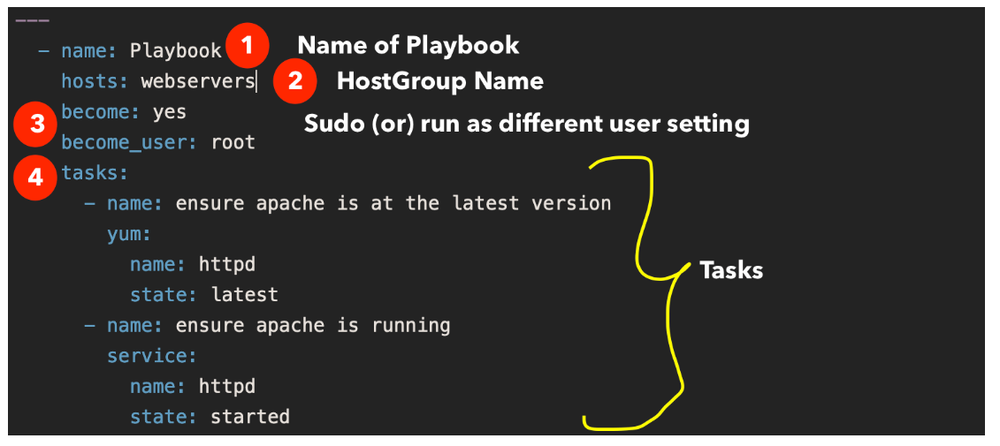 ---
- name: Playbook 1 Name of Playbook
hosts: webservers 2 HostGroup Name
3 become: yes
Sudo (or) run as different user setting
become_user: root
4 tasks:
- name: ensure apache is at the latest version
yum:
name: httpd
state: latest
Tasks
- name: ensure apache is running
service:
name: httpd
state: started